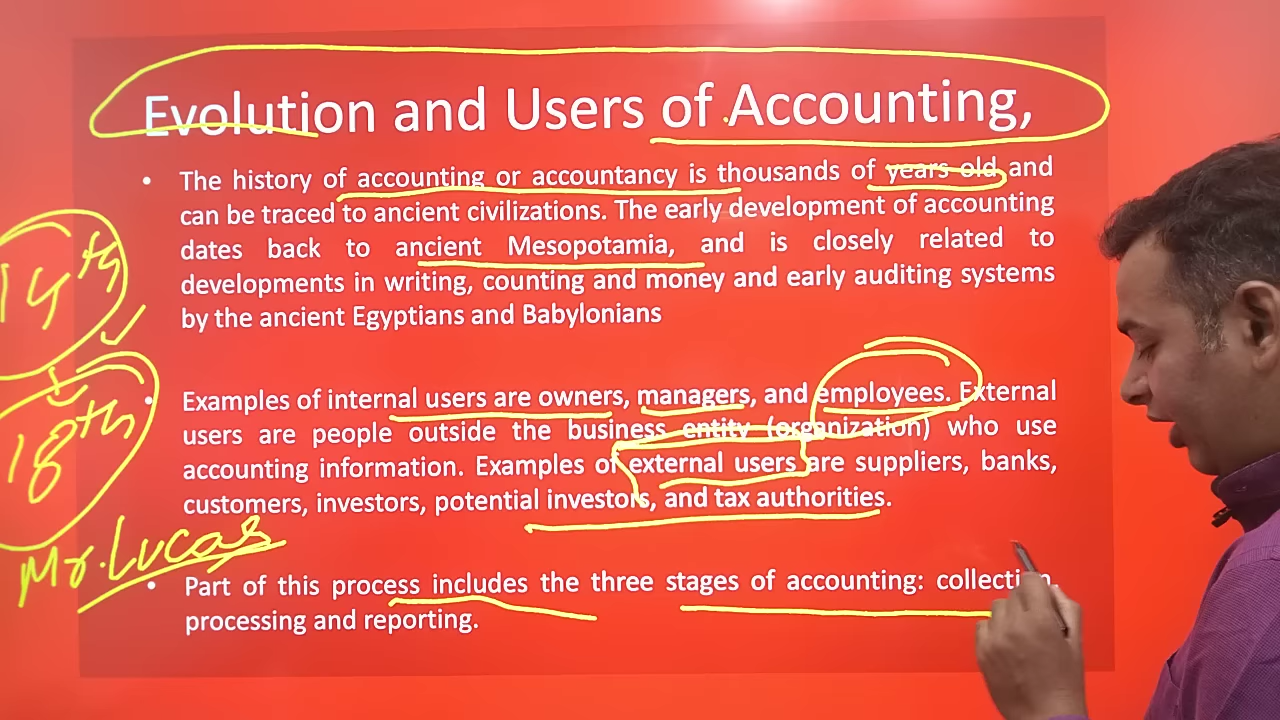 Evolution and Users of Accounting,
• The history of accounting or accountancy is thousands of years old and
can be traced to ancient civilizations. The early development of accounting
dates back to ancient Mesopotamia, and is closely related to
developments in writing, counting and money and early auditing systems
by the ancient Egyptians and Babylonians
14th
18th
Mr. Lucas
• Examples of internal users are owners, managers, and employees. External
users are people outside the business entity (organization) who use
accounting information. Examples of external users are suppliers, banks,
customers, investors, potential investors, and tax authorities.
• Part of this process includes the three stages of accounting: collection,
processing and reporting.